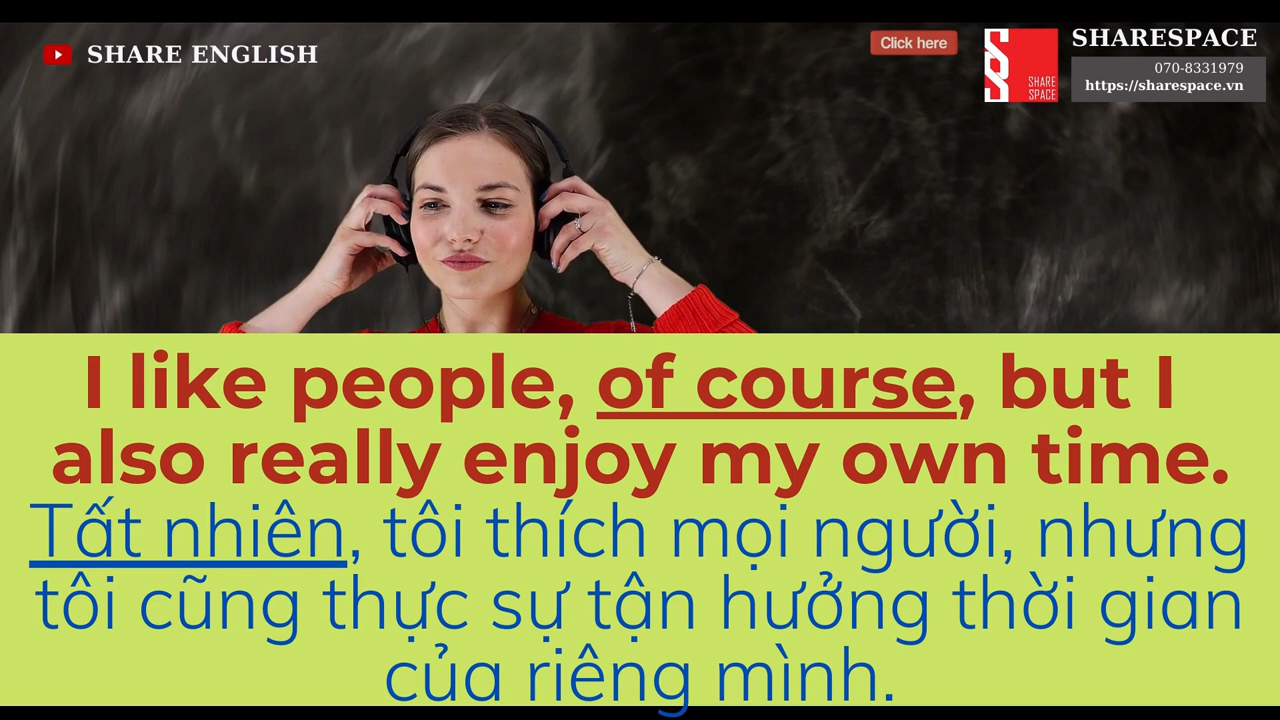 SHARE ENGLISH
Click here
SHARE
SPACE
SHARESPACE
070-8331979
https://sharespace.vn
I like people, of course, but I
also really enjoy my own time.
Tất nhiên, tôi thích mọi người, nhưng
tôi cũng thực sự tận hưởng thời gian
của riêng mình.